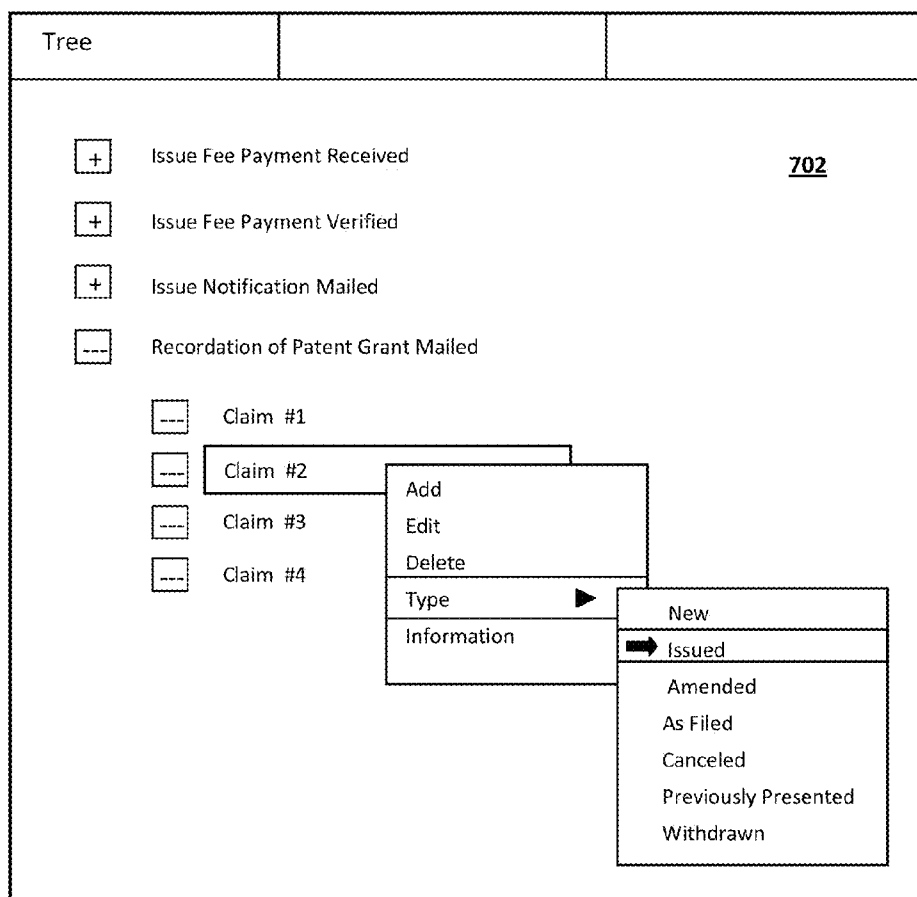 Tree
+ Issue Fee Payment Received
702
+ Issue Fee Payment Verified
+ Issue Notification Mailed
--- Recordation of Patent Grant Mailed
--- Claim #1
--- Claim #2
Add
Edit
--- Claim #3
Delete
--- Claim #4
Type
New
Information
Issued
Amended
As Filed
Canceled
Previously Presented
Withdrawn